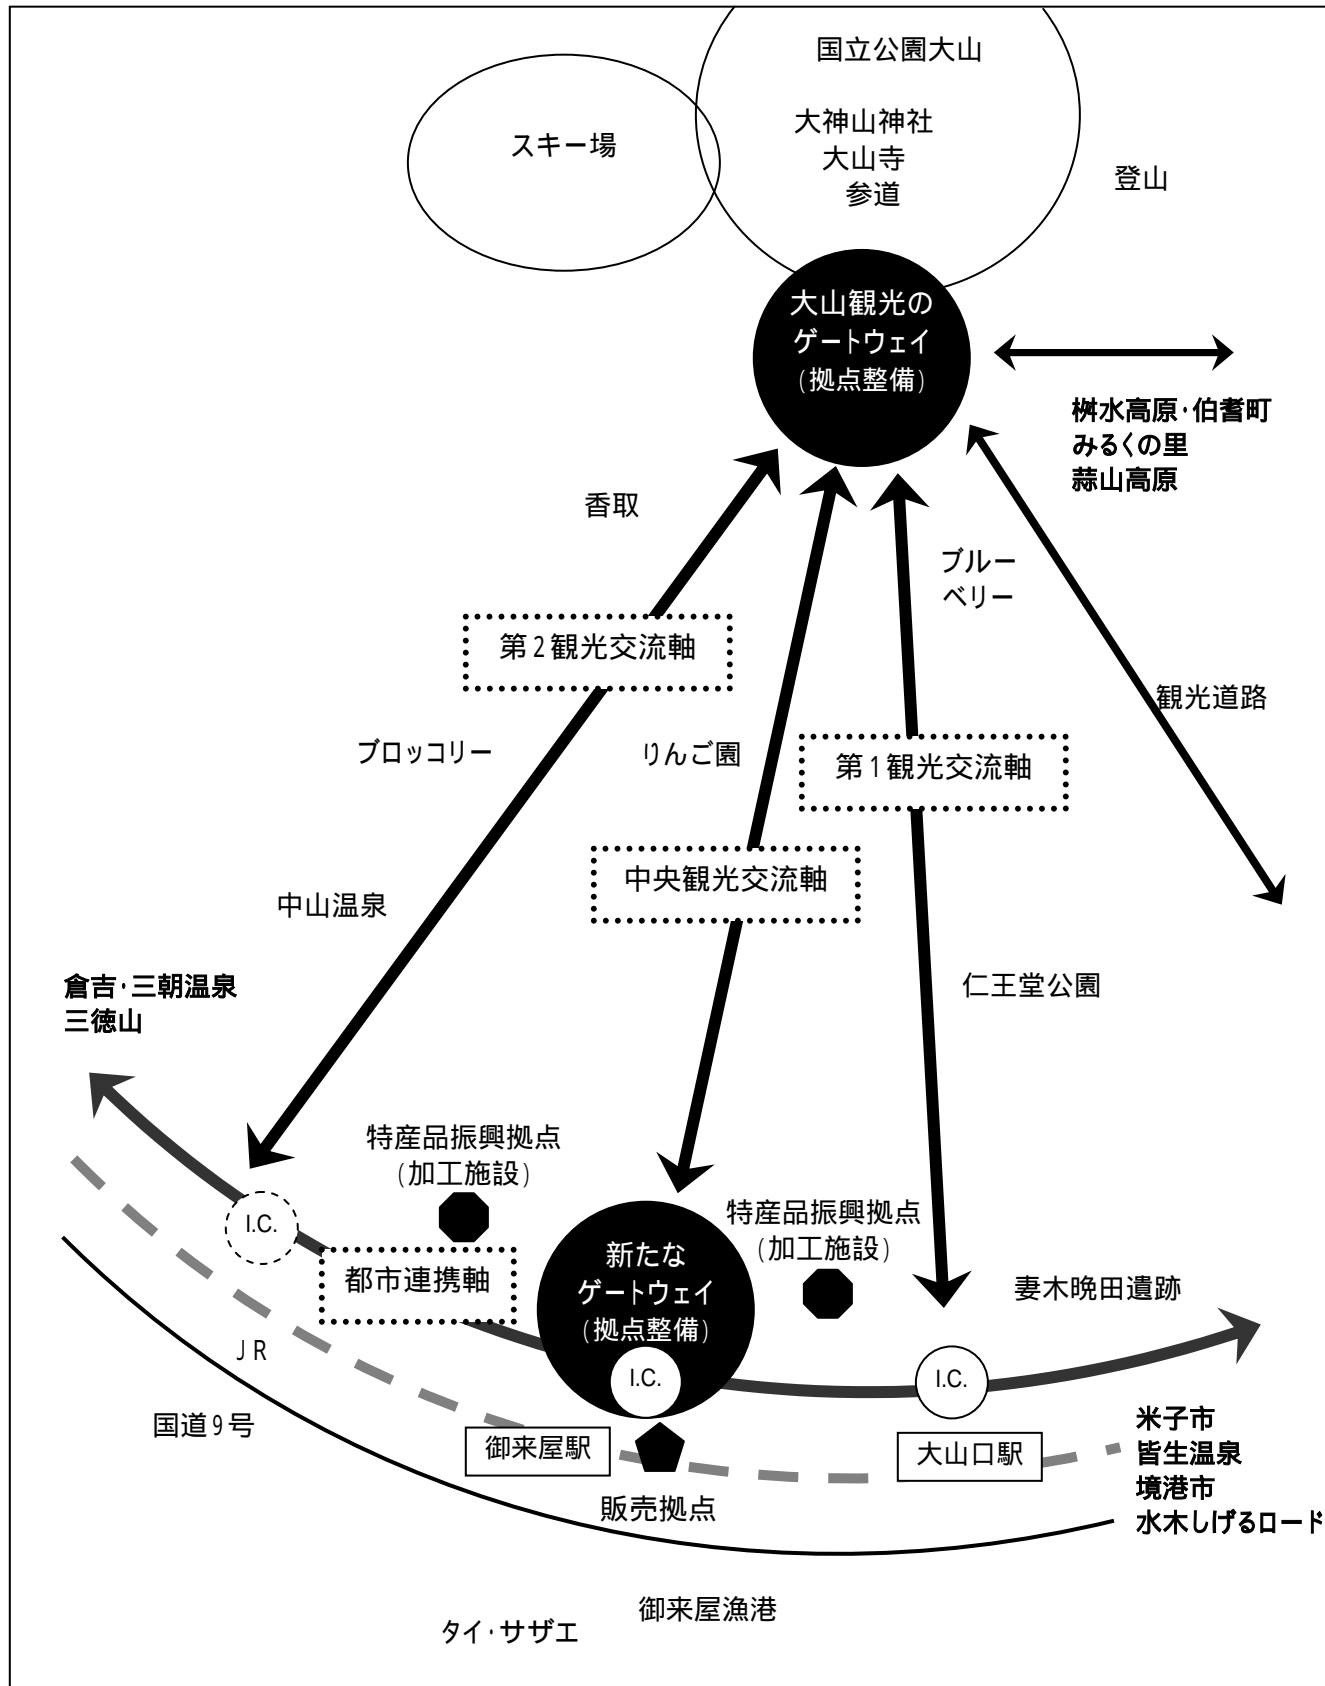 国立公園大山
大神山神社
大山寺
参道
スキー場
登山
大山観光の
ゲートウェイ
(拠点整備)
桝水高原・伯耆町
みるくの里
蒜山高原
香取
ブルー
ベリー
第2観光交流軸
観光道路
ブロッコリー
りんご園
第1観光交流軸
中央観光交流軸
中山温泉
倉吉・三朝温泉
三徳山
仁王堂公園
特産品振興拠点
(加工施設)
特産品振興拠点
(加工施設)
I.C.
都市連携軸
新たな
ゲートウェイ
(拠点整備)
I.C.
妻木晩田遺跡
I.C.
JR
国道9号
御来屋駅
大山口駅
米子市
皆生温泉
境港市
水木しげるロード
販売拠点
御来屋漁港
タイ・サザエ